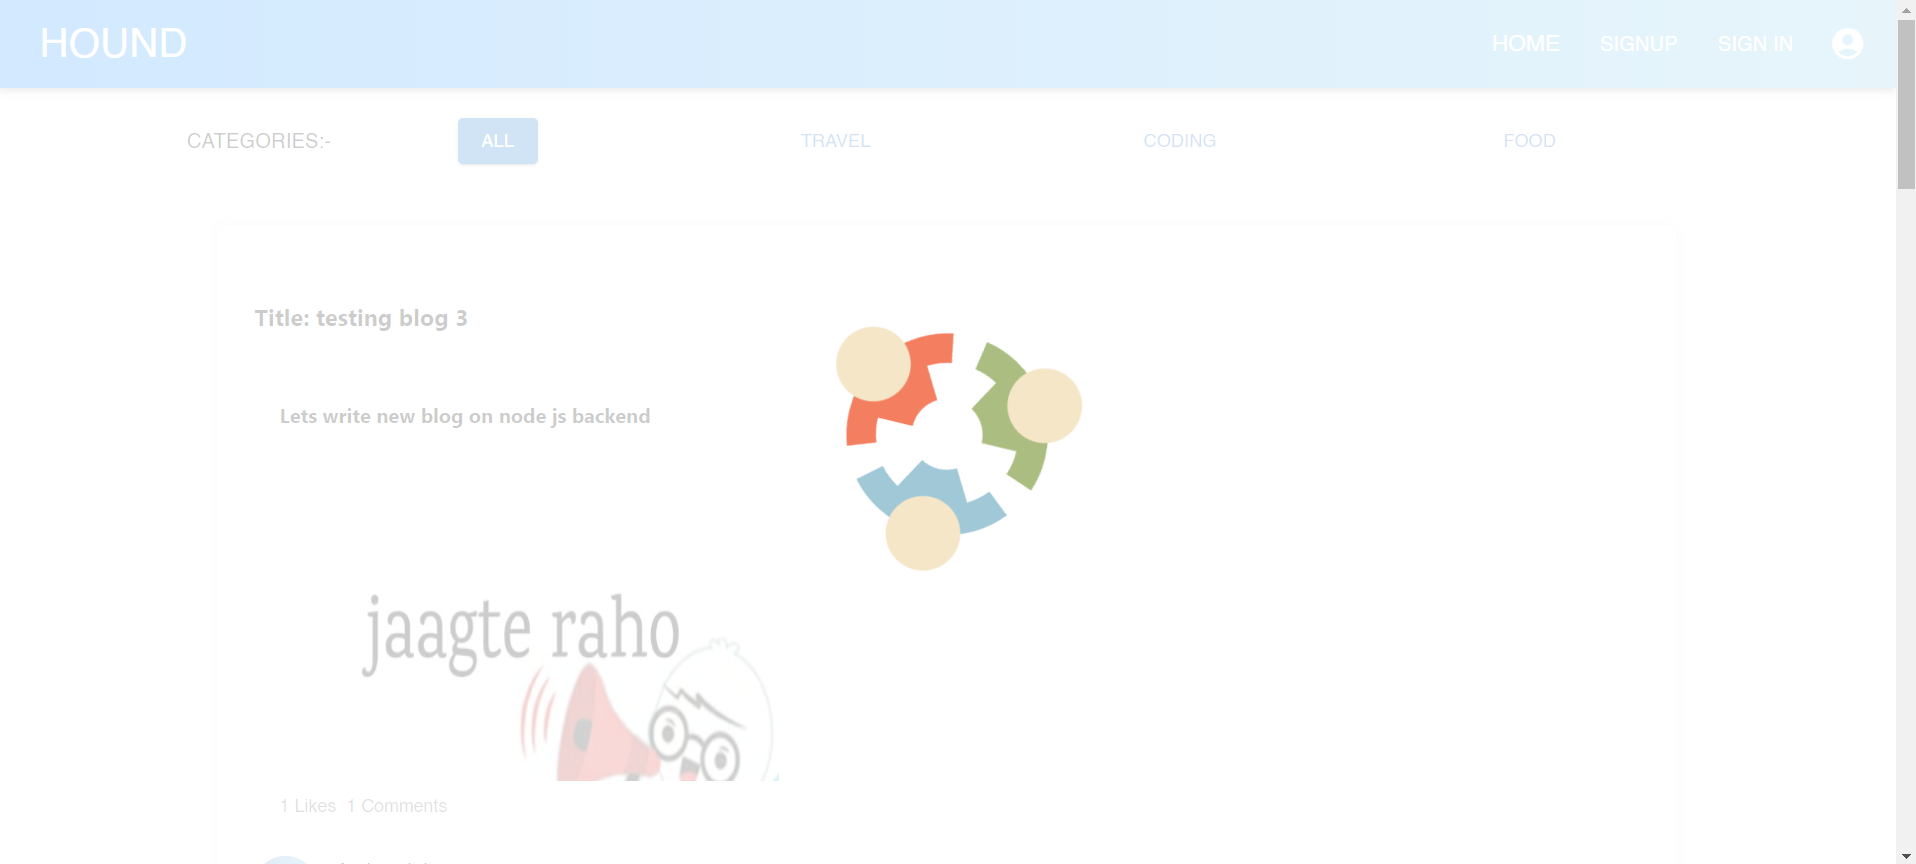 HOUND
HOME SIGNUP SIGN IN
CATEGORIES:- ALL TRAVEL CODING FOOD
Title: testing blog 3
Lets write new blog on node js backend
jaagte raho
1 Likes 1 Comments